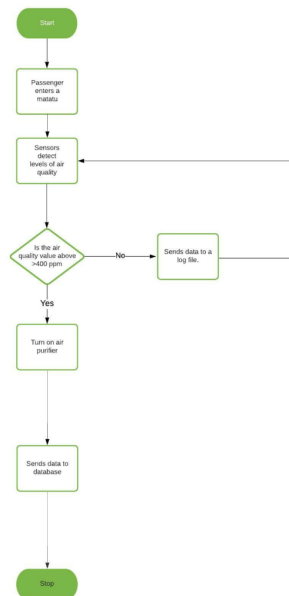 Start
Passenger
enters a
matatu
Sensors
detect
levels of air
quality
Is the air
quality value above
>400 ppm
No
Sends data to a
log file.
Yes
Turn on air
purifier
Sends data to
database
Stop